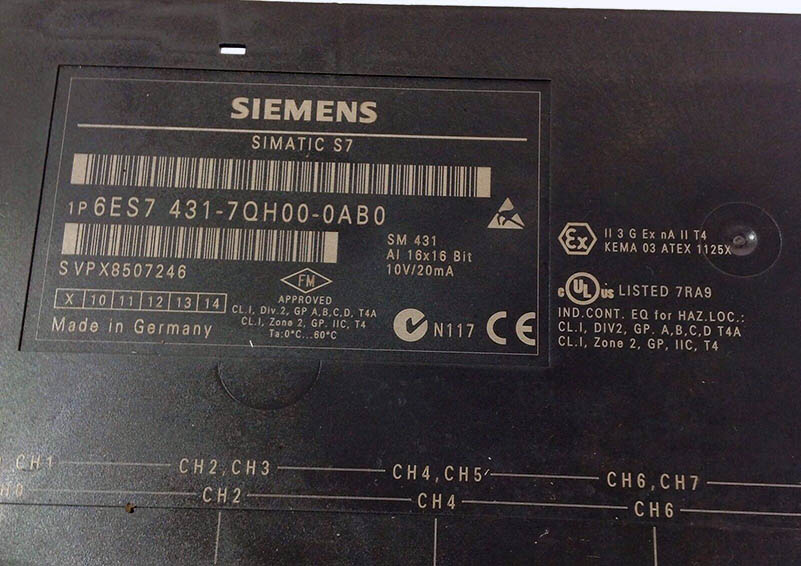 SIEMENS
SIMATIC S7
1P 6ES7 431-7QH00-0AB0
SVPX8507246
SM 431
AI 16x16 Bit
10V/20mA
X 10 11 12 13 14
Made in Germany
FM
APPROVED
CL.I, Div.2, GP A,B,C,D, T4A
CL.I, Zone 2, GP. IIC, T4
Ta:0°C...60°C
N117 CE
Ex
II 3 G Ex nA II T4
KEMA 03 ATEX 1125X
c UL us LISTED 7RA9
IND.CONT. EQ for HAZ.LOC.:
CL.I, DIV2, GP. A,B,C,D T4A
CL.I, Zone 2, GP, IIC, T4
CH1 CH2,CH3 CH4,CH5 CH6,CH7
CH2 CH4 CH6